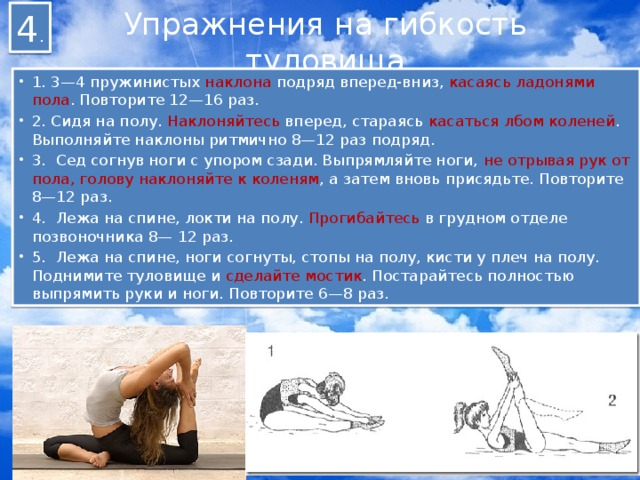 4.
Упражнения на гибкость
туловища
• 1. 3—4 пружинистых наклона подряд вперед-вниз, касаясь ладонями
пола. Повторите 12—16 раз.
• 2. Сидя на полу. Наклоняйтесь вперед, стараясь касаться лбом коленей.
Выполняйте наклоны ритмично 8—12 раз подряд.
• 3. Сед согнув ноги с упором сзади. Выпрямляйте ноги, не отрывая рук от
пола, голову наклоняйте к коленям, а затем вновь присядьте. Повторите
8—12 раз.
• 4. Лежа на спине, локти на полу. Прогибайтесь в грудном отделе
позвоночника 8— 12 раз.
• 5. Лежа на спине, ноги согнуты, стопы на полу, кисти у плеч на полу.
Поднимите туловище и сделайте мостик. Постарайтесь полностью
выпрямить руки и ноги. Повторите 6—8 раз.
1
2